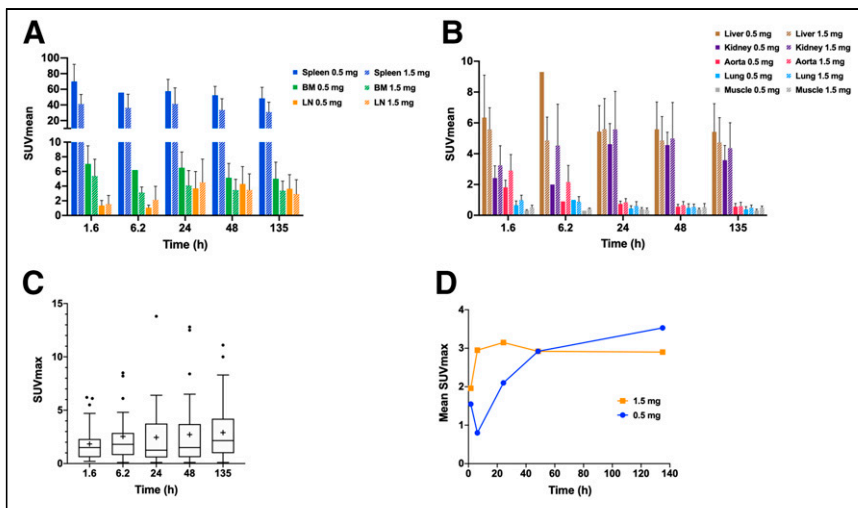 A
Spleen 0.5 mg Spleen 1.5 mg
BM 0.5 mg BM 1.5 mg
LN 0.5 mg LN 1.5 mg
SUVmean
100
80
60
40
20
10
8
6
4
2
0
1.6 6.2 24 48 135
Time (h)
B
Liver 0.5 mg Liver 1.5 mg
Kidney 0.5 mg Kidney 1.5 mg
Aorta 0.5 mg Aorta 1.5 mg
Lung 0.5 mg Lung 1.5 mg
Muscle 0.5 mg Muscle 1.5 mg
SUVmean
10
8
6
4
2
0
1.6 6.2 24 48 135
Time (h)
C
SUVmax
15
10
5
0
1.6 6.2 24 48 135
Time (h)
D
Mean SUVmax
4
3
2
1
0
1.5 mg
0.5 mg
0 20 40 60 80 100 120 140
Time (h)